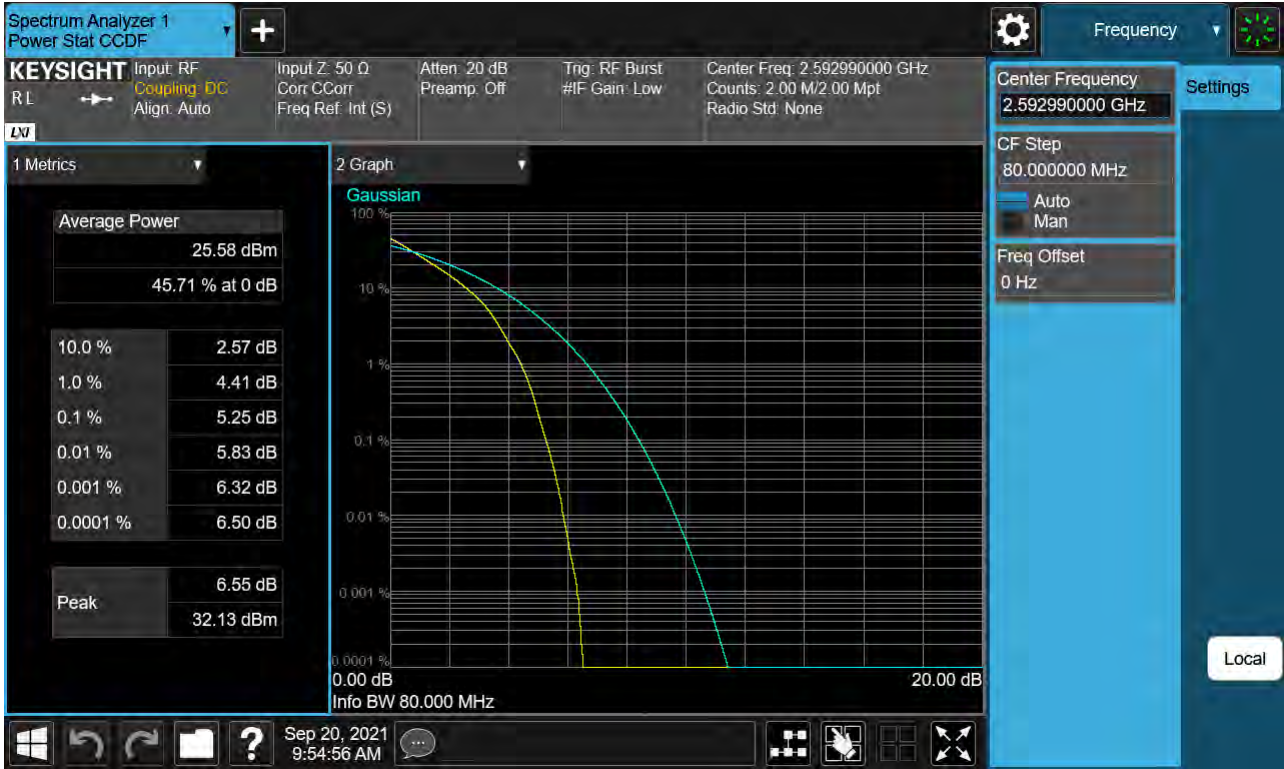 Spectrum Analyzer 1
Power Stat CCDF
Frequency
KEYSIGHT
R L
LXI
Input: RF
Coupling: DC
Align: Auto
Input Z: 50 Ω
Corr CCorr
Freq Ref: Int (S)
Atten: 20 dB
Preamp: Off
Trig: RF Burst
#IF Gain: Low
Center Freq: 2.592990000 GHz
Counts: 2.00 M/2.00 Mpt
Radio Std: None
Center Frequency
2.592990000 GHz
Settings
CF Step
80.000000 MHz
Auto
Man
Freq Offset
0 Hz
Local
1 Metrics
Average Power
25.58 dBm
45.71 % at 0 dB
10.0 % 2.57 dB
1.0 % 4.41 dB
0.1 % 5.25 dB
0.01 % 5.83 dB
0.001 % 6.32 dB
0.0001 % 6.50 dB
Peak 6.55 dB
32.13 dBm
2 Graph
Gaussian
100 %
10 %
1 %
0.1 %
0.01 %
0.001 %
0.0001 %
0.00 dB 20.00 dB
Info BW 80.000 MHz
?
Sep 20, 2021
9:54:56 AM